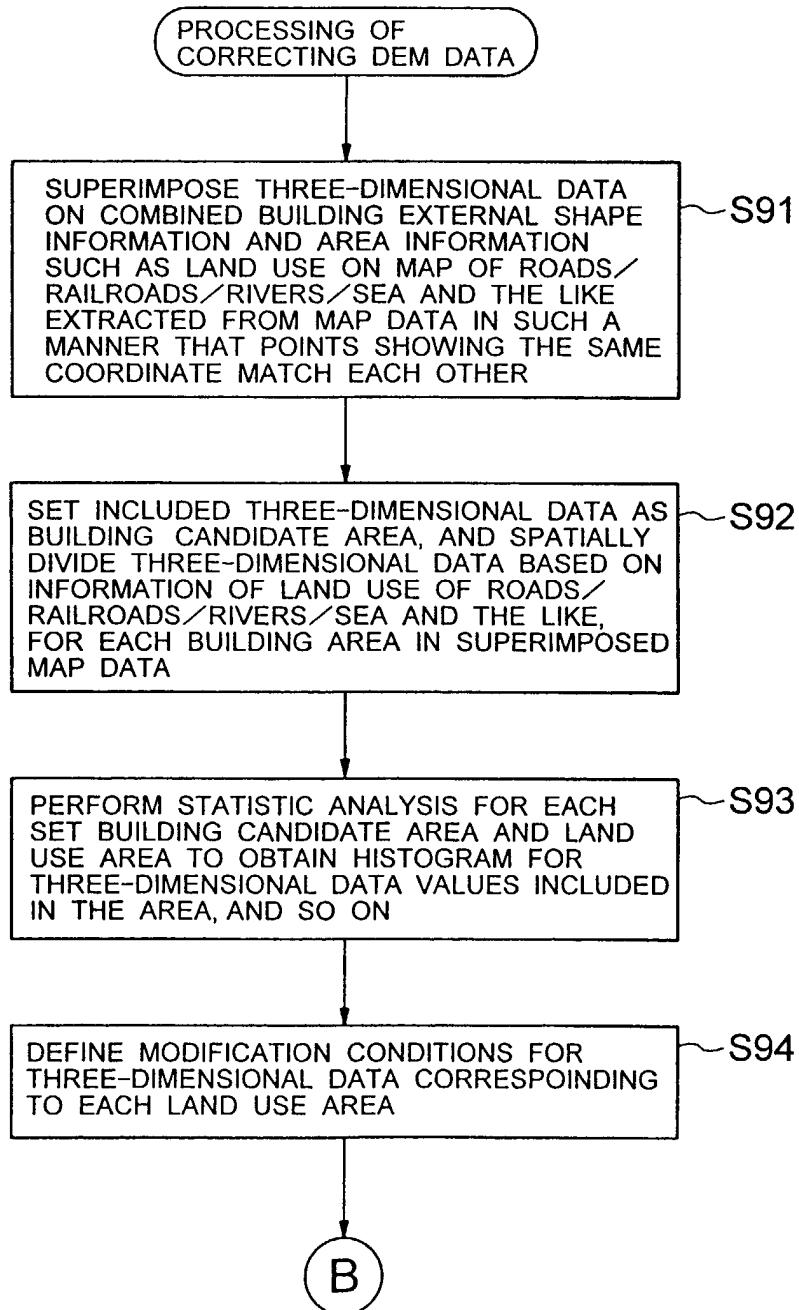 PROCESSING OF
CORRECTING DEM DATA
SUPERIMPOSE THREE-DIMENSIONAL DATA
ON COMBINED BUILDING EXTERNAL SHAPE
INFORMATION AND AREA INFORMATION
SUCH AS LAND USE ON MAP OF ROADS/
RAILROADS/RIVERS/SEA AND THE LIKE
EXTRACTED FROM MAP DATA IN SUCH A
MANNER THAT POINTS SHOWING THE SAME
COORDINATE MATCH EACH OTHER
S91
SET INCLUDED THREE-DIMENSIONAL DATA AS
BUILDING CANDIDATE AREA, AND SPATIALLY
DIVIDE THREE-DIMENSIONAL DATA BASED ON
INFORMATION OF LAND USE OF ROADS/
RAILROADS/RIVERS/SEA AND THE LIKE,
FOR EACH BUILDING AREA IN SUPERIMPOSED
MAP DATA
S92
PERFORM STATISTIC ANALYSIS FOR EACH
SET BUILDING CANDIDATE AREA AND LAND
USE AREA TO OBTAIN HISTOGRAM FOR
THREE-DIMENSIONAL DATA VALUES INCLUDED
IN THE AREA, AND SO ON
S93
DEFINE MODIFICATION CONDITIONS FOR
THREE-DIMENSIONAL DATA CORRESPOINDING
TO EACH LAND USE AREA
S94
B